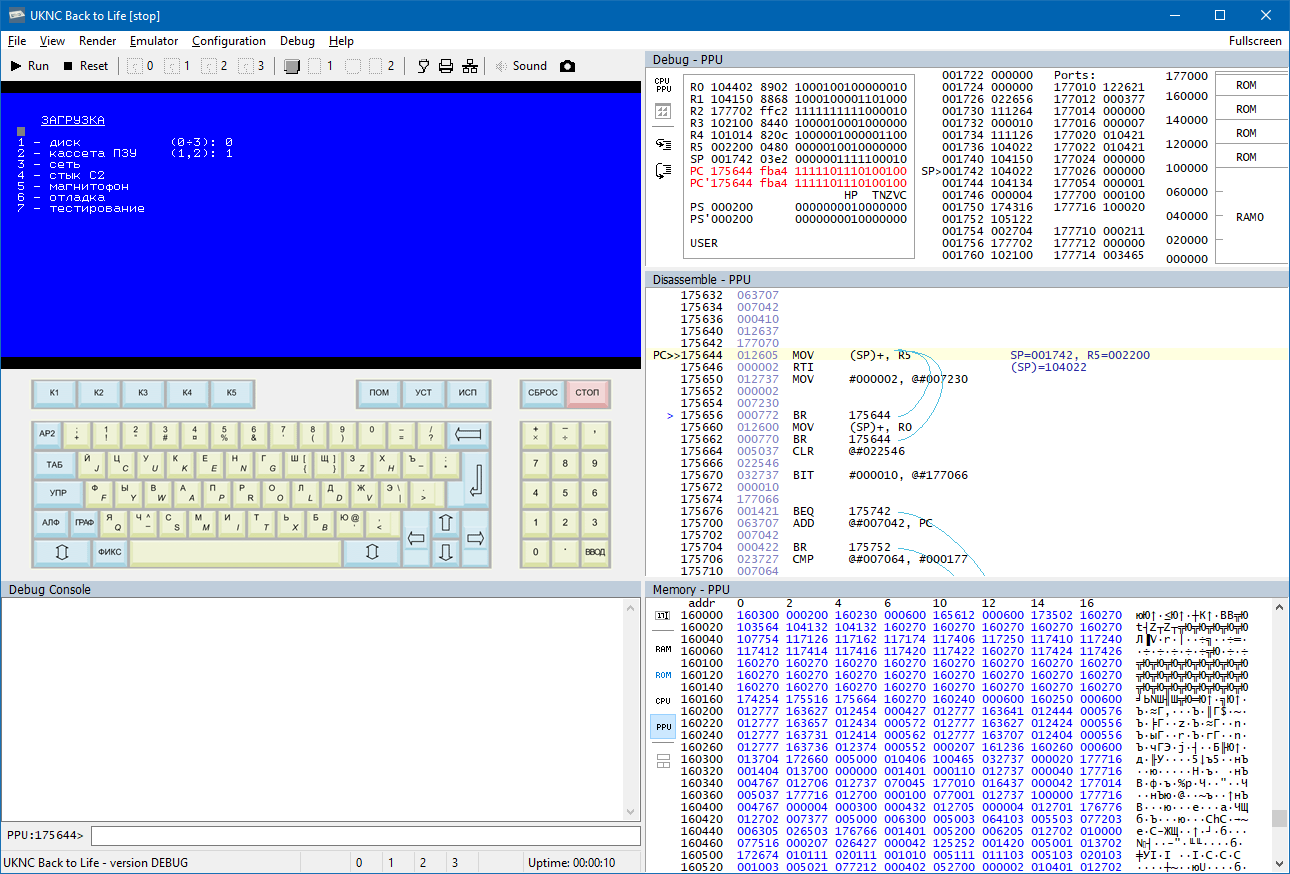 UKNC Back to Life [stop]
File View Render Emulator Configuration Debug Help Fullscreen
Run Reset 0 1 2 3 1 2 Sound
ЗАГРУЗКА
1 - диск (0÷3): 0
2 - кассета ПЗУ (1,2): 1
3 - сеть
4 - стык С2
5 - магнитофон
6 - отладка
7 - тестирование
К1 К2 К3 К4 К5 ПОМ УСТ ИСП СБРОС СТОП
АР2
ТАБ
УПР
АЛФ ГРАФ
ФИКС ВВОД
Debug - PPU
CPU
PPU
R0 104402 8902 1000100100000010
R1 104150 8868 1000100001101000
R2 177702 ffc2 1111111111000010
R3 102100 8440 1000010001000000
R4 101014 820c 1000001000001100
R5 002200 0480 0000010010000000
SP 001742 03e2 0000001111100010
PC 175644 fba4 1111101110100100
PC'175644 fba4 1111101110100100
HP TNZVC
PS 000200 0000000010000000
PS'000200 0000000010000000
USER
001722 000000 Ports:
001724 000000 177010 122621
001726 022656 177012 000377
001730 111264 177014 000000
001732 000010 177016 000007
001734 111126 177020 010421
001736 104022 177022 010421
001740 104150 177024 000000
SP>001742 104022 177026 000000
001744 104134 177054 000001
001746 000004 177700 000100
001750 174316 177716 100020
001752 105122
001754 002704 177710 000211
001756 177702 177712 000000
001760 102100 177714 003465
177000
160000 ROM
140000 ROM
120000 ROM
100000 ROM
060000
040000 RAM0
020000
000000
Disassemble - PPU
175632 063707
175634 007042
175636 000410
175640 012637
175642 177070
PC>>175644 012605 MOV (SP)+, R5 SP=001742, R5=002200
175646 000002 RTI (SP)=104022
175650 012737 MOV #000002, @#007230
175652 000002
175654 007230
> 175656 000772 BR 175644
175660 012600 MOV (SP)+, R0
175662 000770 BR 175644
175664 005037 CLR @#022546
175666 022546
175670 032737 BIT #000010, @#177066
175672 000010
175674 177066
175676 001421 BEQ 175742
175700 063707 ADD @#007042, PC
175702 007042
175704 000422 BR 175752
175706 023727 CMP @#007064, #000177
175710 007064
Debug Console
PPU:175644>
UKNC Back to Life - version DEBUG 0 1 2 3 Uptime: 00:00:10
Memory - PPU
RAM
ROM
CPU
PPU
addr 0 2 4 6 10 12 14 16
160000 160300 000200 160230 000600 165612 000600 173502 160270
160020 103564 104132 104132 160270 160270 160270 160270 160270
160040 107754 117126 117162 117174 117406 117250 117410 117240
160060 117412 117414 117416 117420 117422 160270 117424 117426
160100 160270 160270 160270 160270 160270 160270 160270 160270
160120 160270 160270 160270 160270 160270 160270 160270 160270
160140 160270 160270 160270 160270 160270 160270 160270 160270
160160 174254 175516 175664 160270 160240 000600 160250 000600
160200 012777 163627 012454 000427 012777 163641 012444 000576
160220 012777 163657 012434 000572 012777 163627 012424 000556
160240 012777 163731 012414 000562 012777 163707 012404 000556
160260 012777 163736 012374 000552 000207 161236 160260 000600
160300 013704 172660 005000 010406 100465 032737 000020 177716
160320 001404 013700 000000 001401 000110 012737 000040 177716
160340 004767 012706 012737 070045 177010 016437 000042 177014
160360 005037 177716 012700 000100 077001 012737 100000 177716
160400 004767 000004 000300 000432 012705 000004 012701 176776
160420 012702 007377 005000 006300 005003 064103 005503 077203
160440 006305 026503 176766 001401 005200 006205 012702 010000
160460 077516 000207 026427 000042 125252 001420 005001 013702
160500 172674 010111 020111 001010 005111 011103 005103 020103
160520 001003 005021 077212 000402 052700 000002 010401 012702